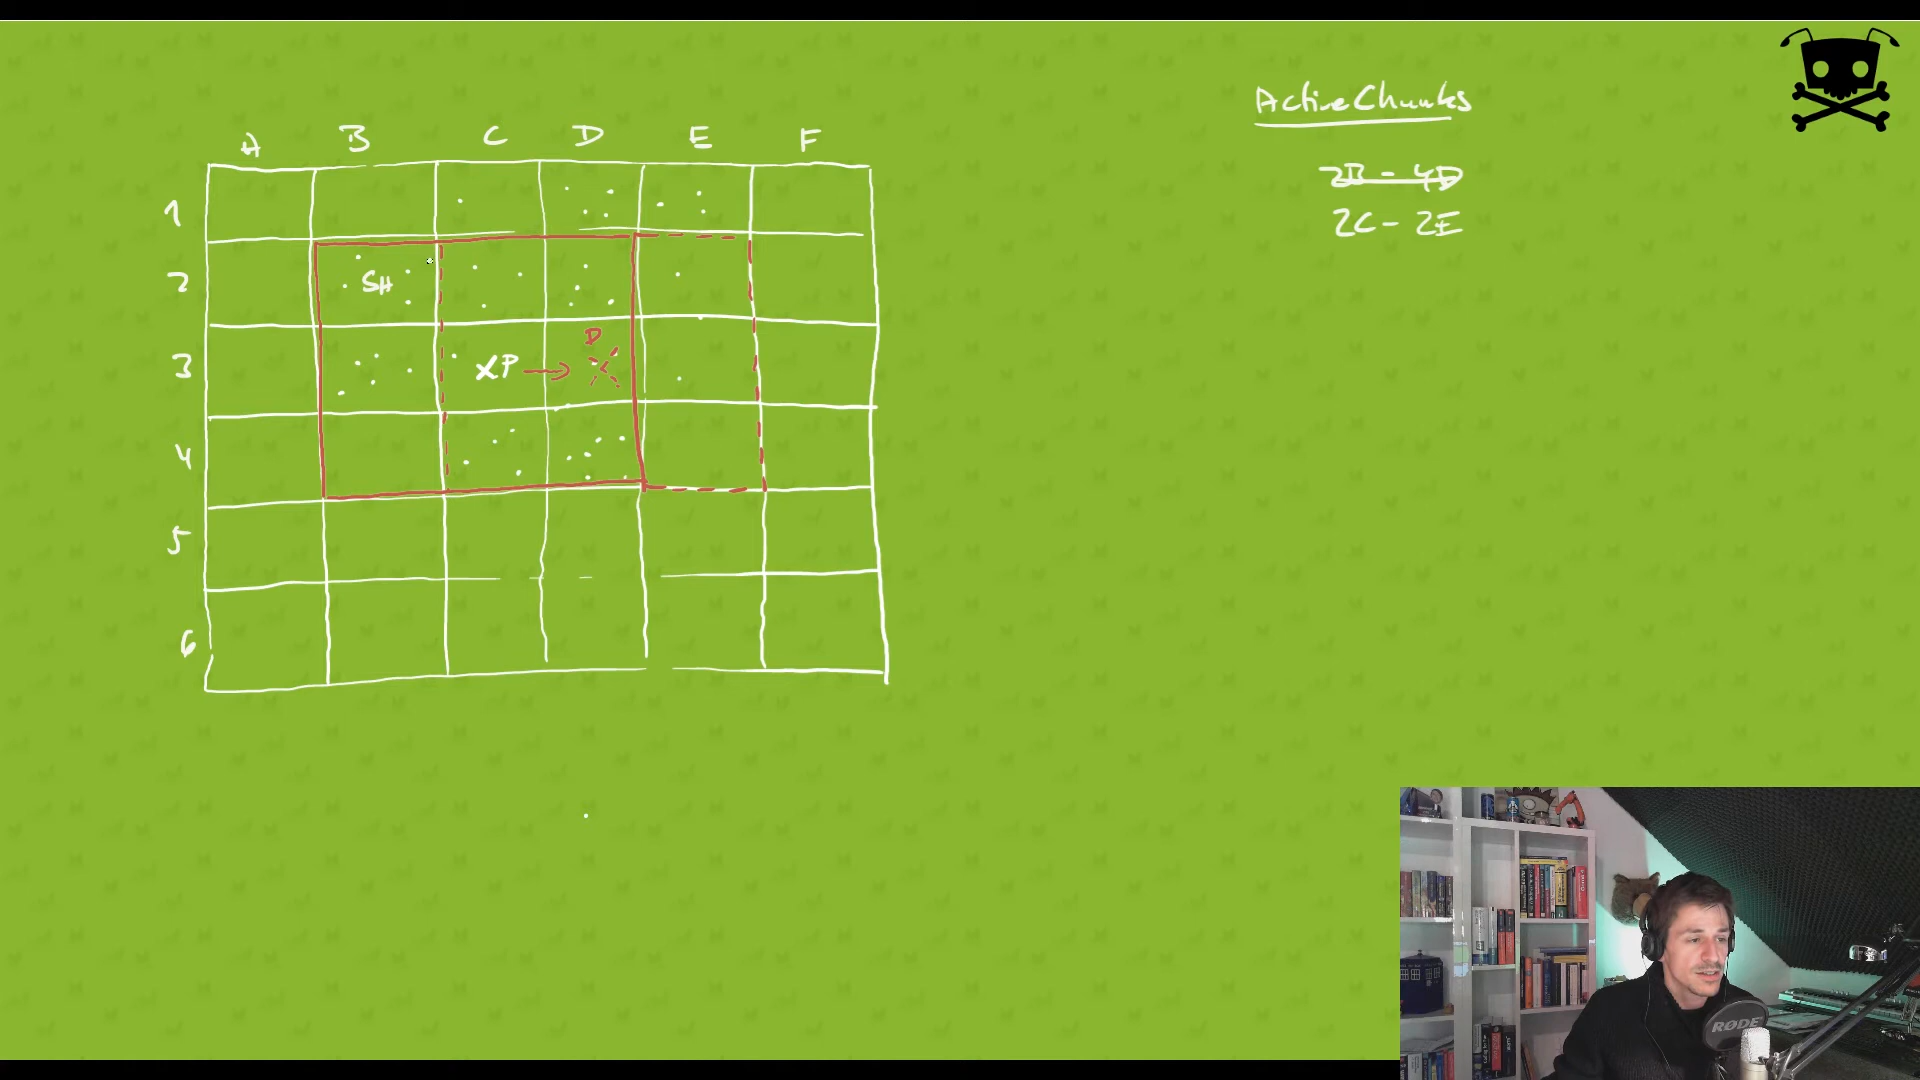 ActiveChunks
2B - 4D
2C - 2E
A B C D E F
1
2 SH
3 XP → D X
4
5
6
RØDE